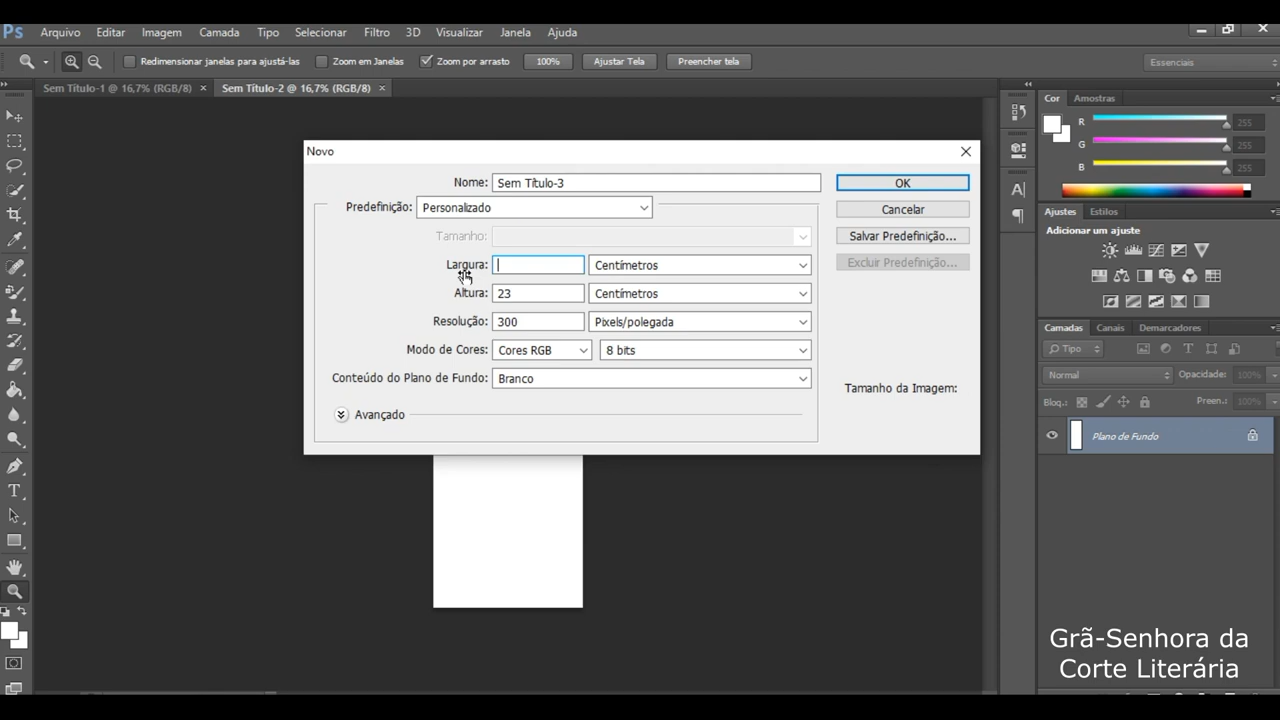 Ps Arquivo Editar Imagem Camada Tipo Selecionar Filtro 3D Visualizar Janela Ajuda
Redimensionar janelas para ajustá-las Zoom em Janelas Zoom por arrasto 100% Ajustar Tela Preencher tela Essenciais
Sem Título-1 @ 16,7% (RGB/8) × Sem Título-2 @ 16,7% (RGB/8) ×
Novo
Nome: Sem Título-3
Predefinição: Personalizado
Tamanho:
Largura: Centímetros
Altura: 23 Centímetros
Resolução: 300 Pixels/polegada
Modo de Cores: Cores RGB 8 bits
Conteúdo do Plano de Fundo: Branco
Avançado
OK
Cancelar
Salvar Predefinição...
Excluir Predefinição...
Tamanho da Imagem:
Cor Amostras
R 255
G 255
B 255
Ajustes Estilos
Adicionar um ajuste
Camadas Canais Demarcadores
Tipo
Normal Opacidade: 100%
Bloq.: Preen.: 100%
Plano de Fundo
Grã-Senhora da
Corte Literária